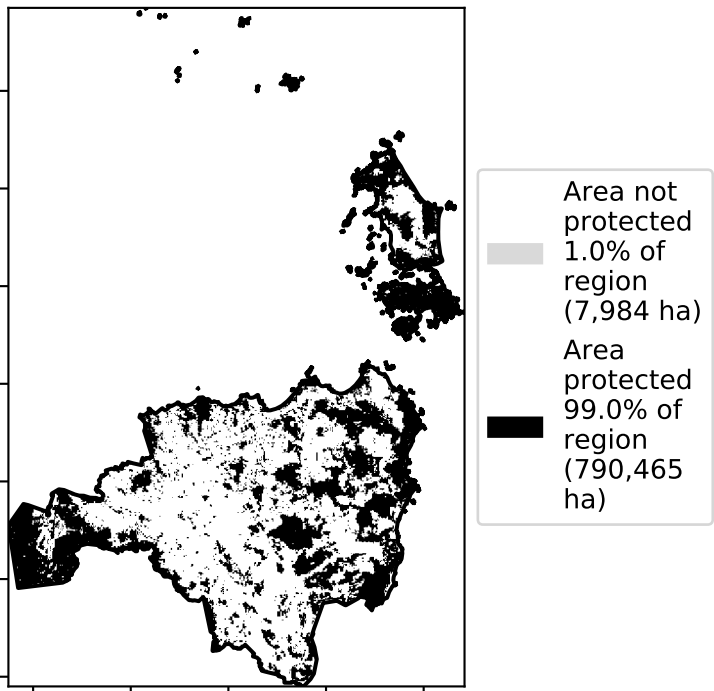 Area not
protected
1.0% of
region
(7,984 ha)
Area
protected
99.0% of
region
(790,465
ha)